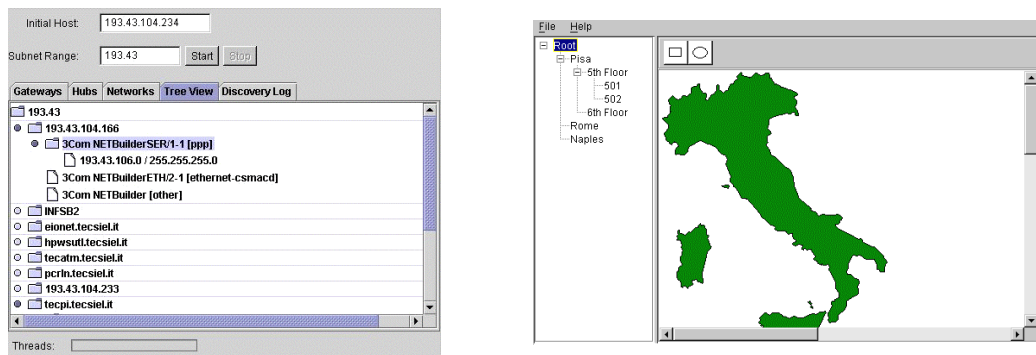 Initial Host: 193.43.104.234
Subnet Range: 193.43 Start Stop
Gateways Hubs Networks Tree View Discovery Log
193.43
193.43.104.166
3Com NETBuilderSER/1-1 [ppp]
193.43.106.0 / 255.255.255.0
3Com NETBuilderETH/2-1 [ethernet-csmacd]
3Com NETBuilder [other]
INFSB2
eionet.tecsiel.it
hpwsutl.tecsiel.it
tecatm.tecsiel.it
pcrln.tecsiel.it
193.43.104.233
tecpi.tecsiel.it
Threads:
File Help
Root
Pisa
5th Floor
501
502
6th Floor
Rome
Naples